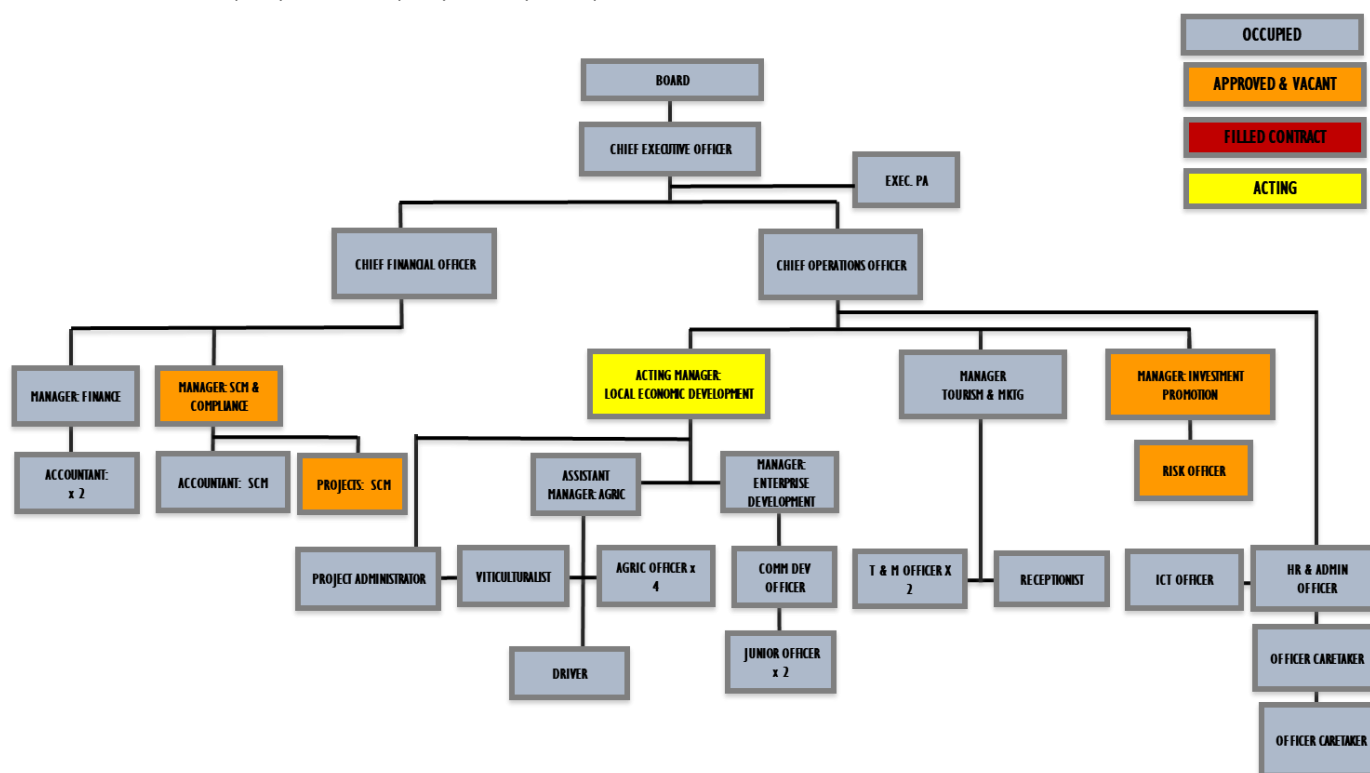 OCCUPIED
APPROVED & VACANT
FILLED CONTRACT
ACTING
BOARD
CHIEF EXECUTIVE OFFICER
EXEC. PA
CHIEF FINANCIAL OFFICER
CHIEF OPERATIONS OFFICER
MANAGER: FINANCE
MANAGER: SCM &
COMPLIANCE
ACTING MANAGER:
LOCAL ECONOMIC DEVELOPMENT
MANAGER
TOURISM & MKTG
MANAGER: INVESTMENT
PROMOTION
ACCOUNTANT:
x 2
ACCOUNTANT: SCM
PROJECTS: SCM
ASSISTANT
MANAGER: AGRIC
MANAGER:
ENTERPRISE
DEVELOPMENT
RISK OFFICER
PROJECT ADMINISTRATOR
VITICULTURALIST
AGRIC OFFICER x
4
COMM DEV
OFFICER
T & M OFFICER X
2
RECEPTIONIST
ICT OFFICER
HR & ADMIN
OFFICER
DRIVER
JUNIOR OFFICER
x 2
OFFICER CARETAKER
OFFICER CARETAKER